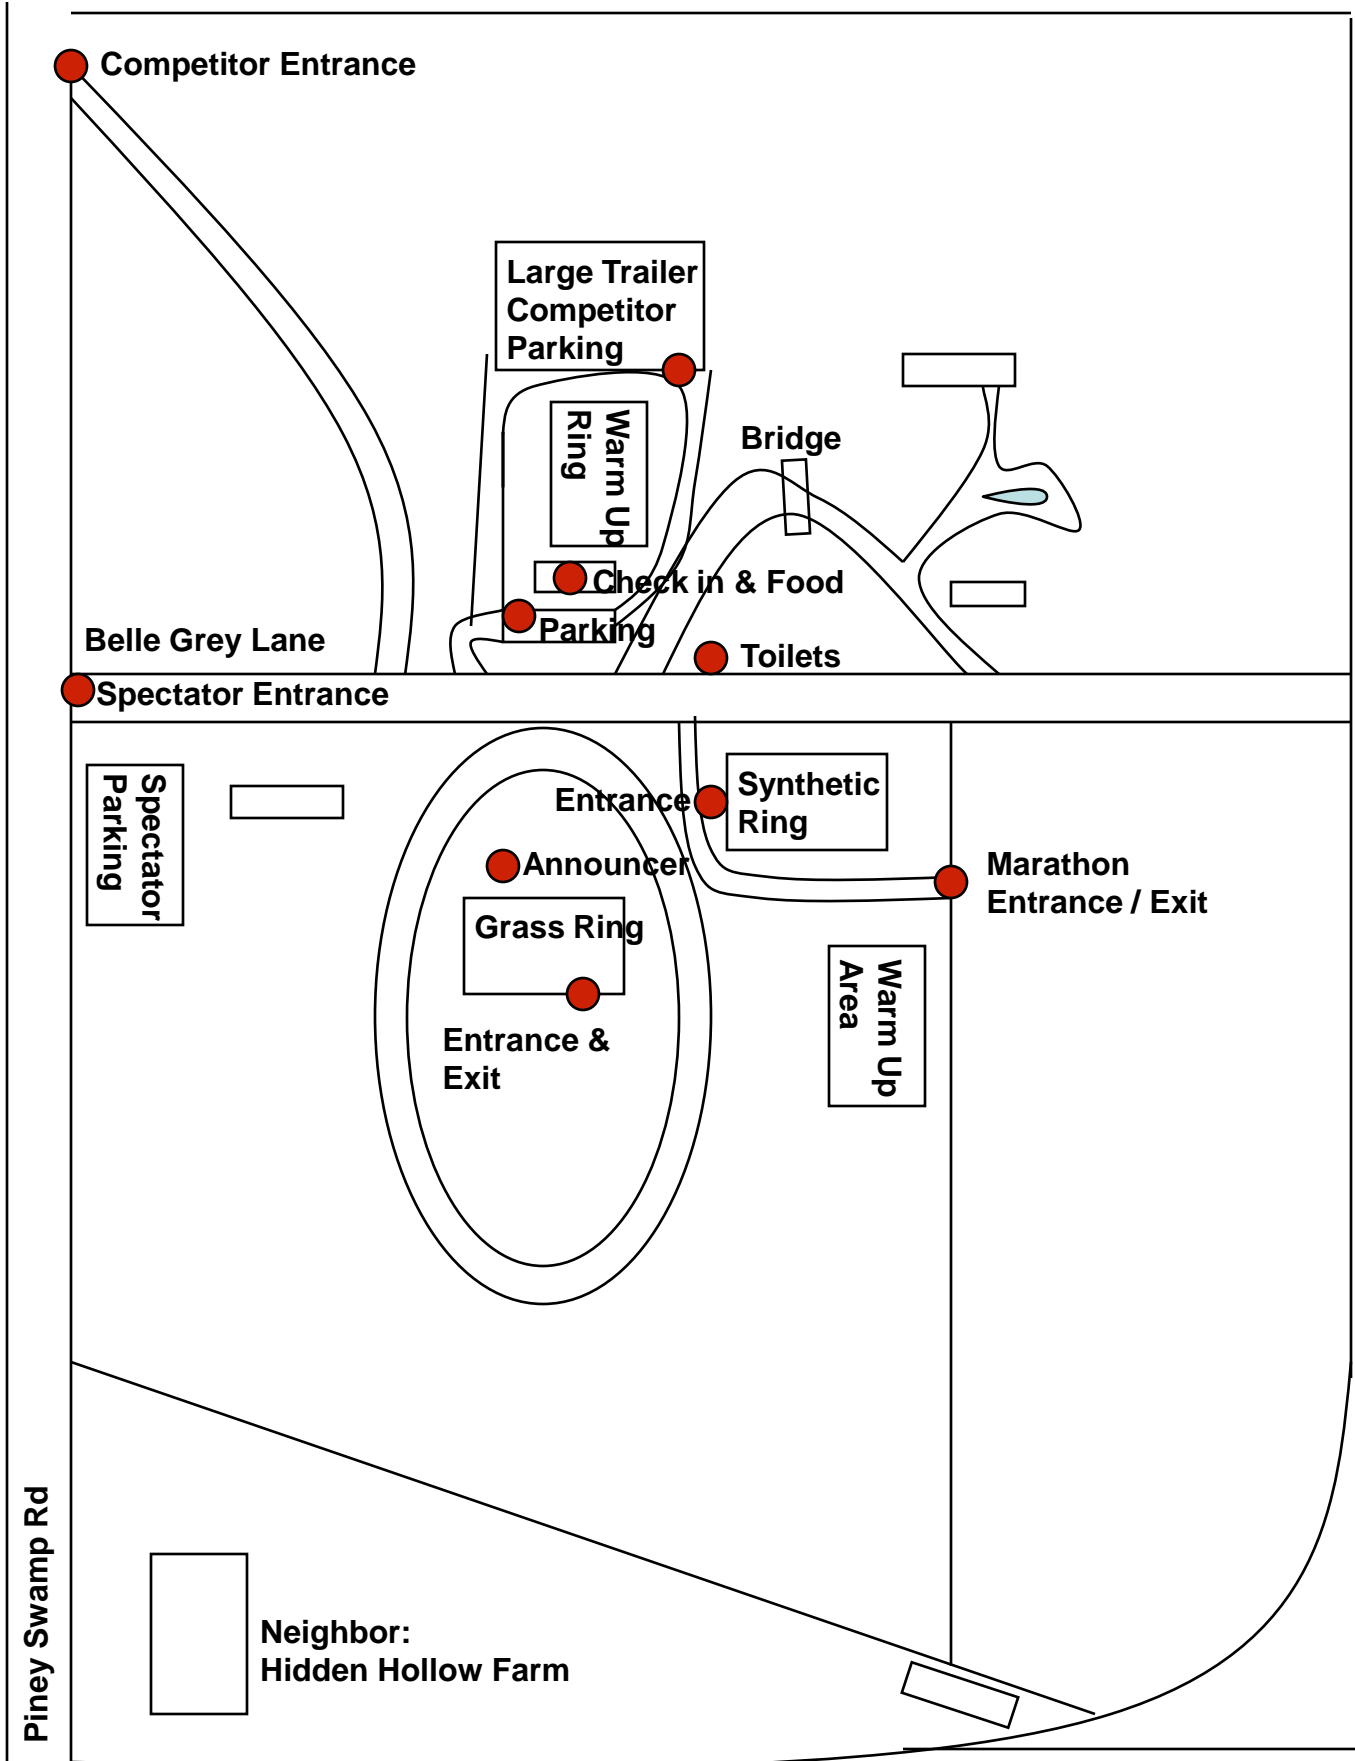 Competitor Entrance
Large Trailer
Competitor
Parking
Warm Up
Ring
Bridge
Check in & Food
Parking
Belle Grey Lane
Toilets
Spectator Entrance
Spectator
Parking
Synthetic
Ring
Entrance
Announcer
Marathon
Entrance / Exit
Grass Ring
Warm Up
Area
Entrance &
Exit
Piney Swamp Rd
Neighbor:
Hidden Hollow Farm